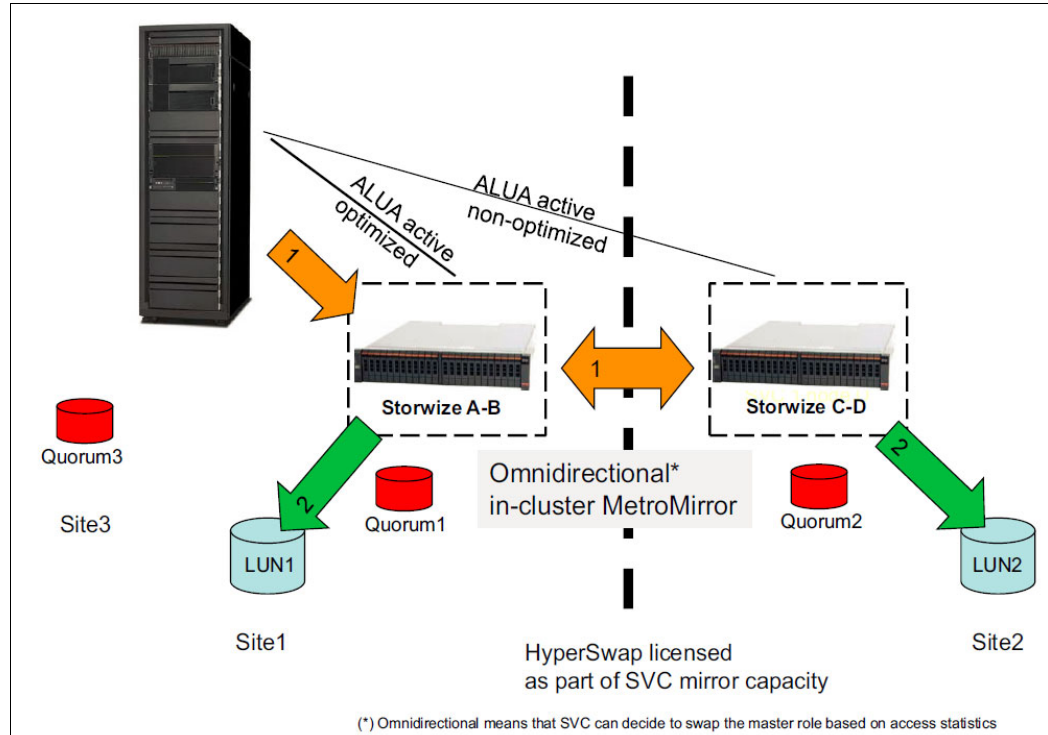 ALUA active
non-optimized
ALUA active
optimized
1
1
Storwize A-B
Storwize C-D
Quorum3
Site3
2
Quorum1
Omnidirectional*
in-cluster MetroMirror
Quorum2
2
LUN1
LUN2
Site1
Site2
HyperSwap licensed
as part of SVC mirror capacity
(*) Omnidirectional means that SVC can decide to swap the master role based on access statistics